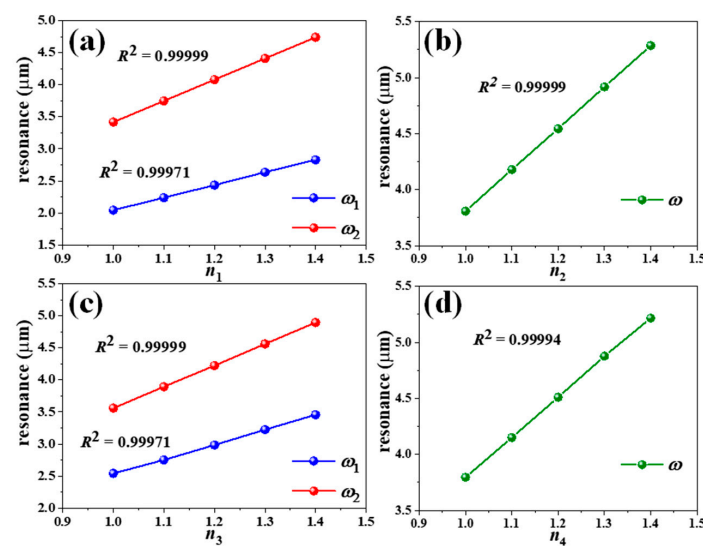 (a)
R² = 0.99999
R² = 0.99971
ω₁
ω₂
resonance (μm)
5.0
4.5
4.0
3.5
3.0
2.5
2.0
1.5
0.9 1.0 1.1 1.2 1.3 1.4 1.5
n₁
(b)
R² = 0.99999
ω
resonance (μm)
5.0
4.5
4.0
3.5
0.9 1.0 1.1 1.2 1.3 1.4 1.5
n₂
(c)
R² = 0.99999
R² = 0.99971
ω₁
ω₂
resonance (μm)
5.5
5.0
4.5
4.0
3.5
3.0
2.5
2.0
0.9 1.0 1.1 1.2 1.3 1.4 1.5
n₃
(d)
R² = 0.99994
ω
resonance (μm)
5.5
5.0
4.5
4.0
3.5
0.9 1.0 1.1 1.2 1.3 1.4 1.5
n₄